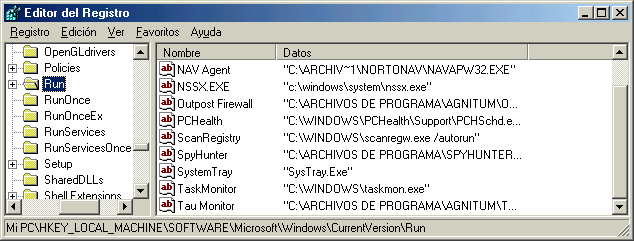 Editor del Registro
Registro Edición Ver Favoritos Ayuda
OpenGLdrivers
Policies
Run
RunOnce
RunOnceEx
RunServices
RunServicesOnce
Setup
SharedDLLs
Shell Extensions
Nombre Datos
NAV Agent "C:\ARCHIV~1\NORTONAV\NAVAPW32.EXE"
NSSX.EXE "c:\windows\system\nssx.exe"
Outpost Firewall "C:\ARCHIVOS DE PROGRAMA\AGNITUM\O...
PCHealth "C:\WINDOWS\PCHealth\Support\PCHSchd.e...
ScanRegistry "C:\WINDOWS\scanregw.exe /autorun"
SpyHunter "C:\ARCHIVOS DE PROGRAMA\SPYHUNTER...
SystemTray "SysTray.Exe"
TaskMonitor "C:\WINDOWS\taskmon.exe"
Tau Monitor "C:\ARCHIVOS DE PROGRAMA\AGNITUM\T...
Mi PC\HKEY_LOCAL_MACHINE\SOFTWARE\Microsoft\Windows\CurrentVersion\Run